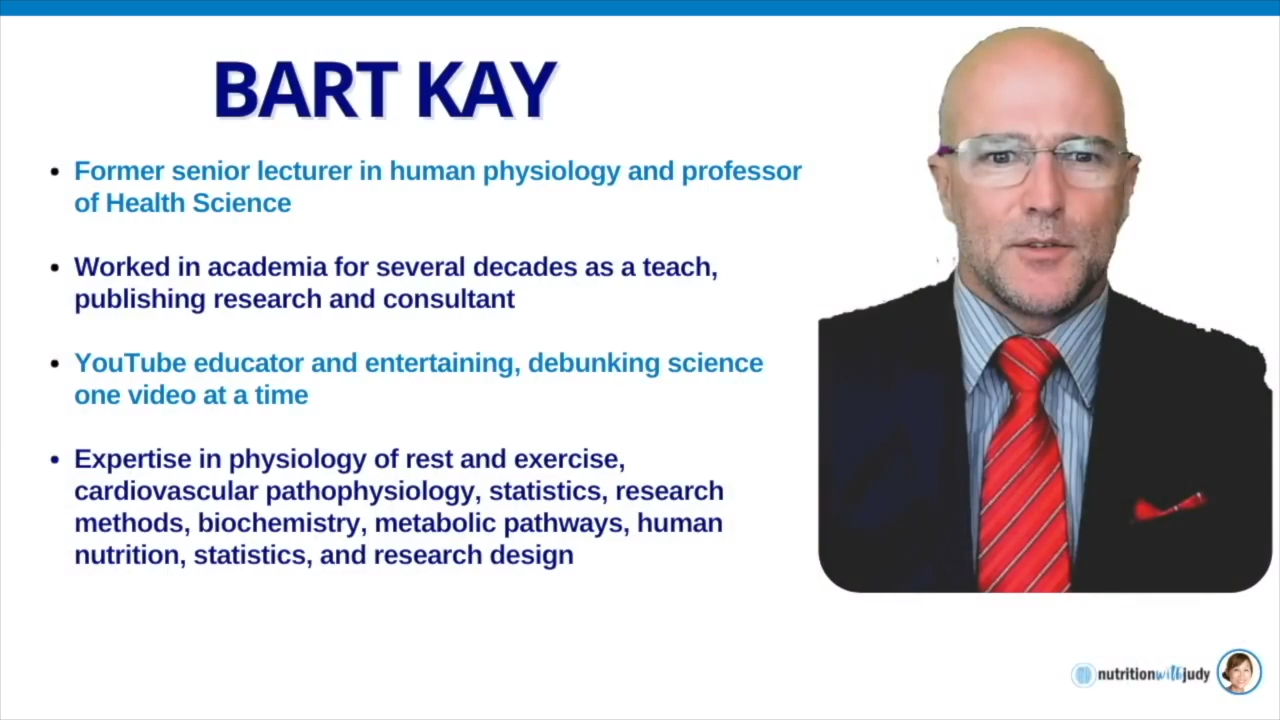 BART KAY
Former senior lecturer in human physiology and professor
of Health Science
Worked in academia for several decades as a teach,
publishing research and consultant
YouTube educator and entertaining, debunking science
one video at a time
Expertise in physiology of rest and exercise,
cardiovascular pathophysiology, statistics, research
methods, biochemistry, metabolic pathways, human
nutrition, statistics, and research design
nutritionwithjudy